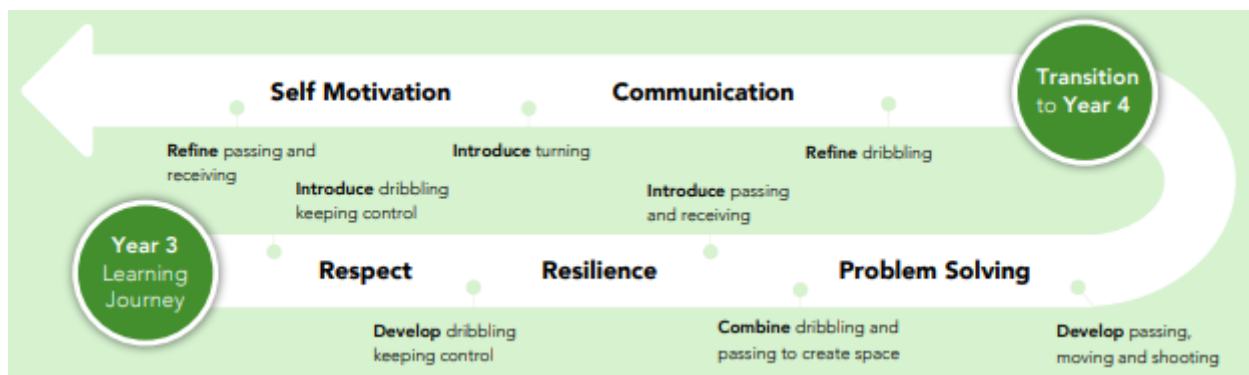 Self Motivation
Communication
Transition
to Year 4
Refine passing and
receiving
Introduce turning
Refine dribbling
Introduce dribbling
keeping control
Introduce passing
and receiving
Year 3
Learning
Journey
Respect
Resilience
Problem Solving
Develop dribbling
keeping control
Combine dribbling and
passing to create space
Develop passing,
moving and shooting